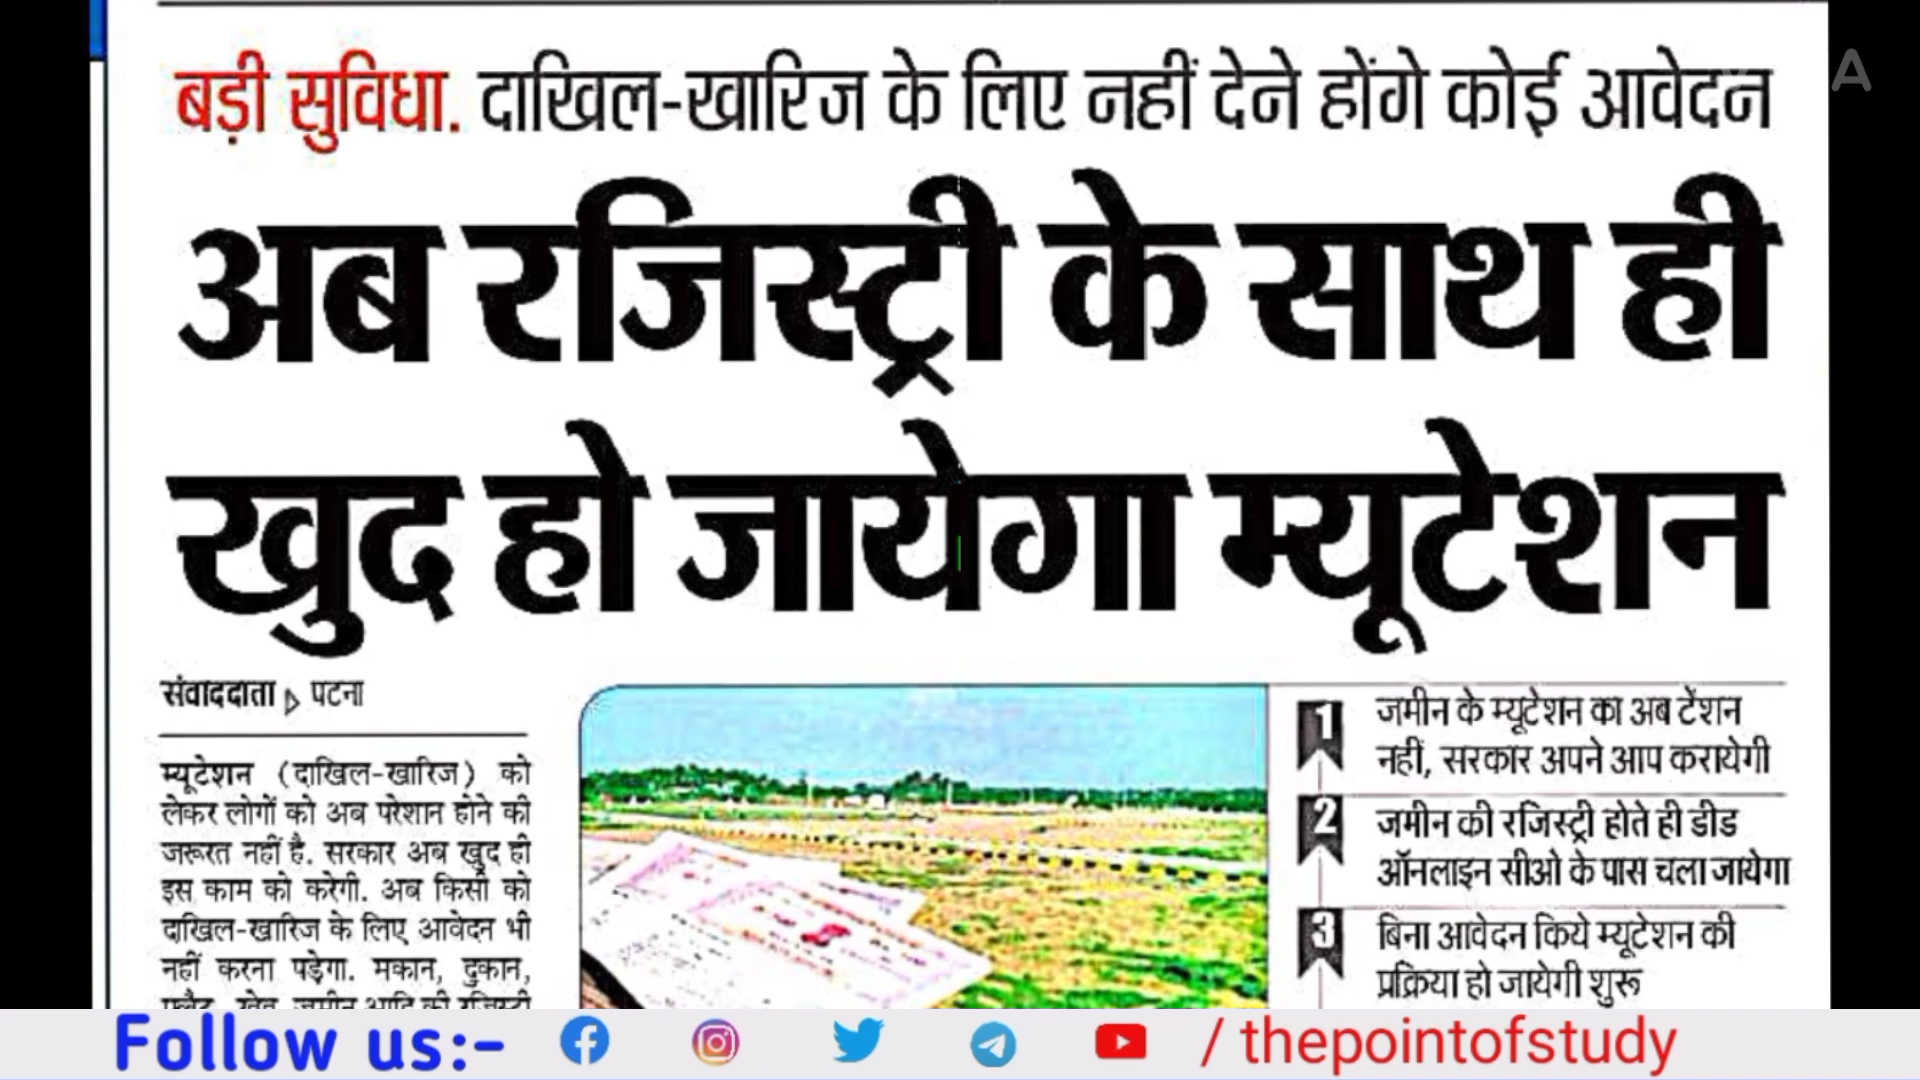 बड़ी सुविधा. दाखिल-खारिज के लिए नहीं देने होंगे कोई आवेदन
A
अब रजिस्ट्री के साथ ही
खुद हो जायेगा म्यूटेशन
संवाददाता ▷ पटना
म्यूटेशन (दाखिल-खारिज) को
लेकर लोगों को अब परेशान होने की
जरूरत नहीं है. सरकार अब खुद ही
इस काम को करेगी. अब किसी को
दाखिल-खारिज के लिए आवेदन भी
नहीं करना पड़ेगा. मकान, दुकान,
1 जमीन के म्यूटेशन का अब टेंशन
नहीं, सरकार अपने आप करायेगी
2 जमीन की रजिस्ट्री होते ही डीड
ऑनलाइन सीओ के पास चला जायेगा
3 बिना आवेदन किये म्यूटेशन की
प्रक्रिया हो जायेगी शुरू
Follow us:- / thepointofstudy